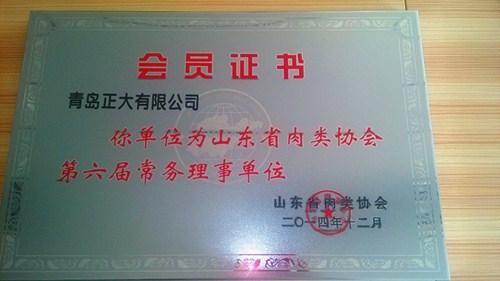 会员证书
青岛正大有限公司
你单位为山东省肉类协会
第六届常务理事单位
山东省肉类协会
二〇一四年十二月